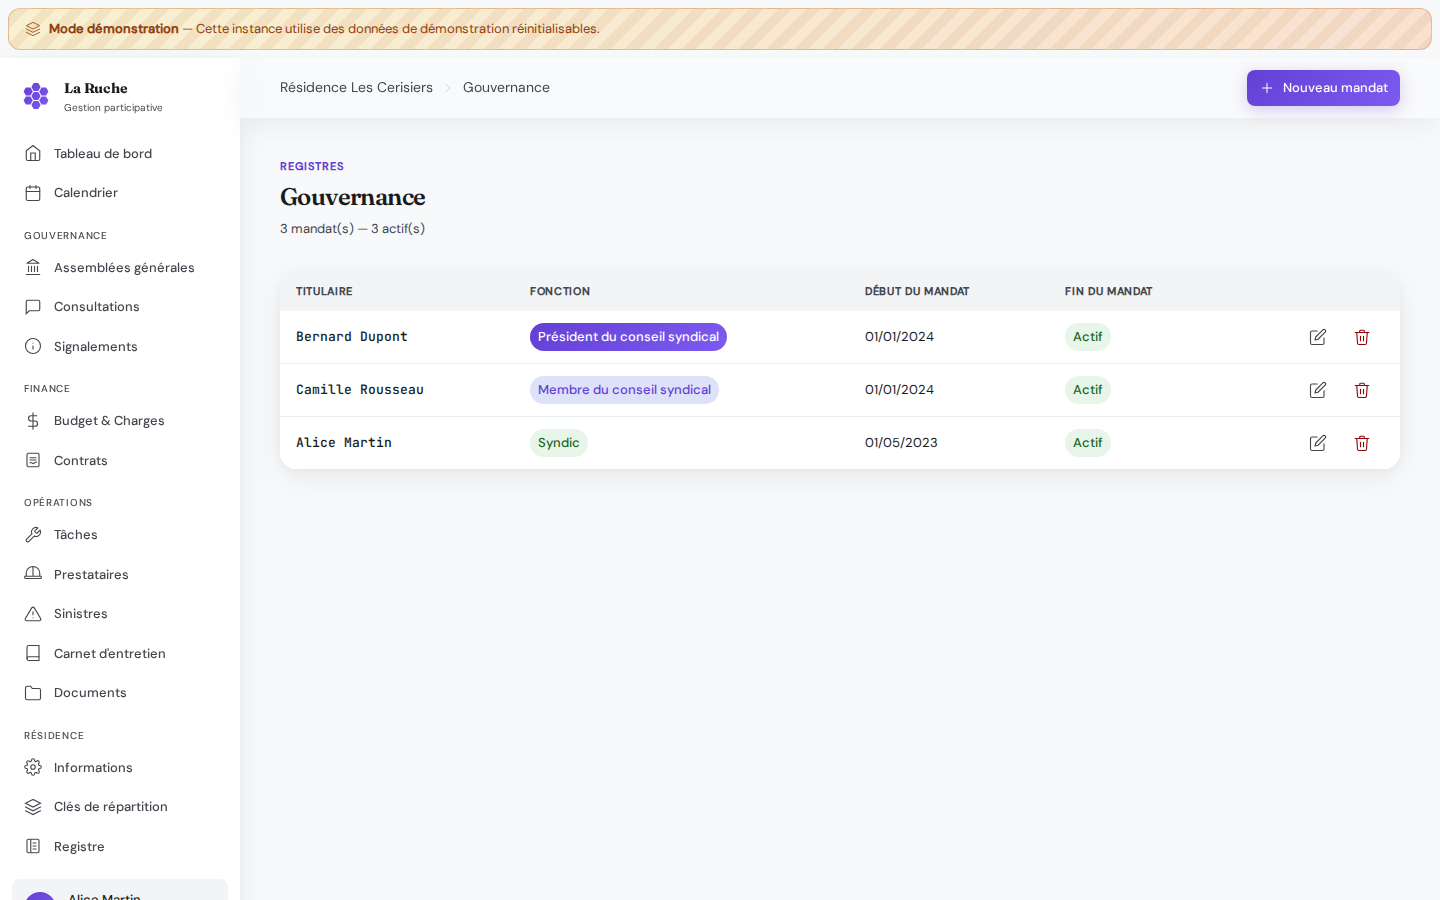 Mode démonstration — Cette instance utilise des données de démonstration réinitialisables.
La Ruche
Gestion participative
Tableau de bord
Calendrier
GOUVERNANCE
Assemblées générales
Consultations
Signalements
FINANCE
Budget & Charges
Contrats
OPÉRATIONS
Tâches
Prestataires
Sinistres
Carnet d'entretien
Documents
RÉSIDENCE
Informations
Clés de répartition
Registre
Alice Martin
Résidence Les Cerisiers › Gouvernance
+ Nouveau mandat
REGISTRES
Gouvernance
3 mandat(s) — 3 actif(s)
TITULAIRE FONCTION DÉBUT DU MANDAT FIN DU MANDAT
Bernard Dupont Président du conseil syndical 01/01/2024 Actif
Camille Rousseau Membre du conseil syndical 01/01/2024 Actif
Alice Martin Syndic 01/05/2023 Actif